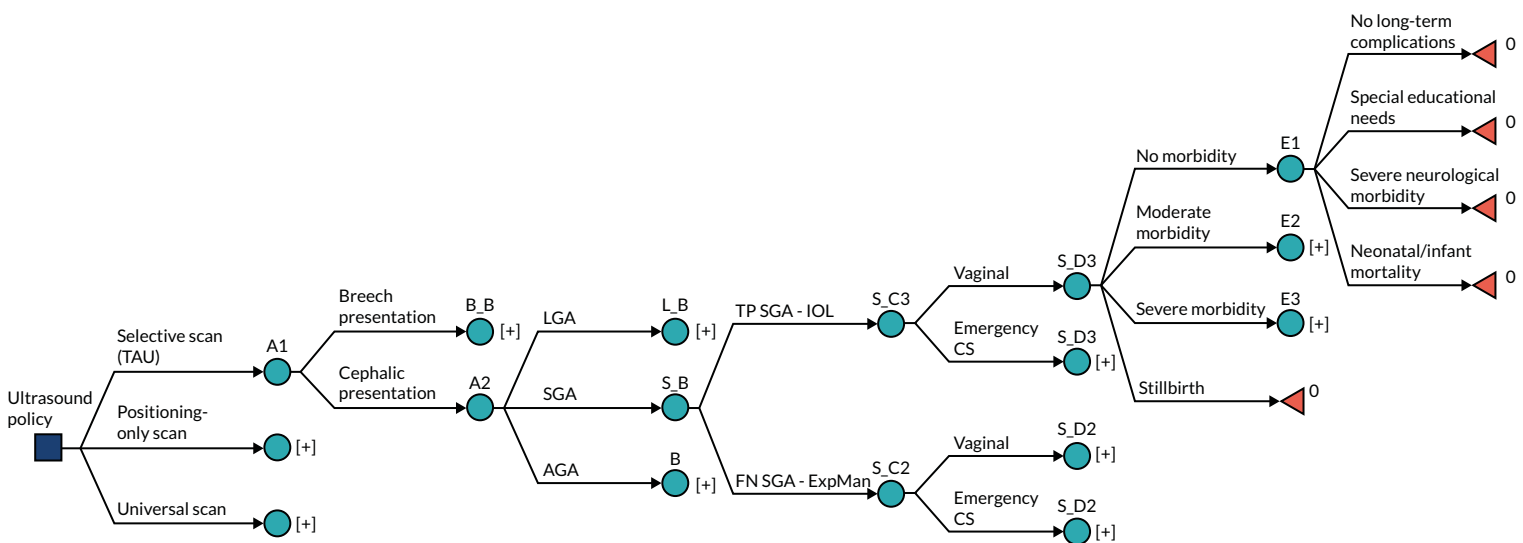 Ultrasound
policy
Selective scan
(TAU)
A1
Positioning-
only scan
[+]
Universal scan
[+]
Breech
presentation
B_B
[+]
Cephalic
presentation
A2
LGA
L_B
[+]
SGA
S_B
AGA
B
[+]
TP SGA - IOL
S_C3
FN SGA - ExpMan
S_C2
Vaginal
S_D3
Emergency
CS
S_D3
[+]
Vaginal
S_D2
[+]
Emergency
CS
S_D2
[+]
No morbidity
E1
Moderate
morbidity
E2
[+]
Severe morbidity
E3
[+]
Stillbirth
0
No long-term
complications
0
Special educational
needs
0
Severe neurological
morbidity
0
Neonatal/infant
mortality
0